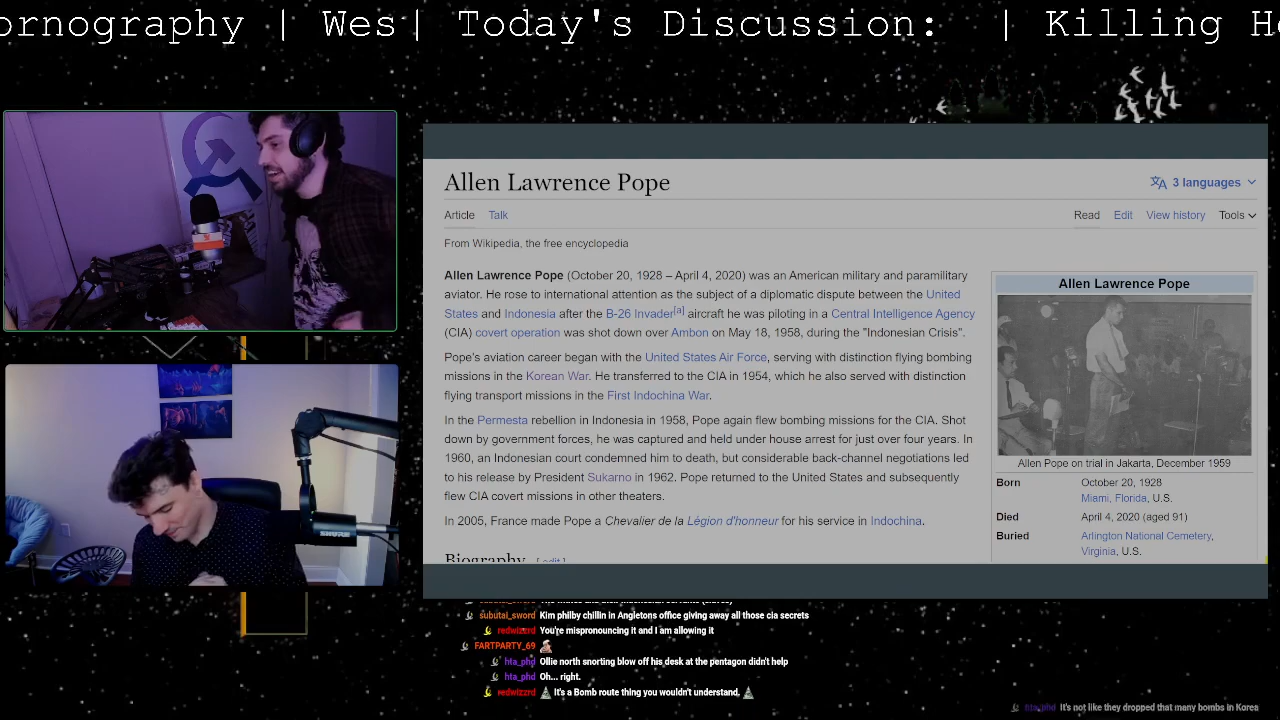 ornography | Wes| Today's Discussion:  | Killing H
Allen Lawrence Pope
3 languages
Article Talk
Read Edit View history Tools
From Wikipedia, the free encyclopedia
Allen Lawrence Pope (October 20, 1928 – April 4, 2020) was an American military and paramilitary
aviator. He rose to international attention as the subject of a diplomatic dispute between the United
States and Indonesia after the B-26 Invader[a] aircraft he was piloting in a Central Intelligence Agency
(CIA) covert operation was shot down over Ambon on May 18, 1958, during the "Indonesian Crisis".
Pope's aviation career began with the United States Air Force, serving with distinction flying bombing
missions in the Korean War. He transferred to the CIA in 1954, which he also served with distinction
flying transport missions in the First Indochina War.
In the Permesta rebellion in Indonesia in 1958, Pope again flew bombing missions for the CIA. Shot
down by government forces, he was captured and held under house arrest for just over four years. In
1960, an Indonesian court condemned him to death, but considerable back-channel negotiations led
to his release by President Sukarno in 1962. Pope returned to the United States and subsequently
flew CIA covert missions in other theaters.
In 2005, France made Pope a Chevalier de la Légion d'honneur for his service in Indochina.
Biography [ edit ]
Allen Lawrence Pope
Allen Pope on trial in Jakarta, December 1959
Born October 20, 1928
Miami, Florida, U.S.
Died April 4, 2020 (aged 91)
Buried Arlington National Cemetery,
Virginia, U.S.
SHURE
subutai_sword Kim philby chillin in Angletons office giving away all those cia secrets
redwizzrd You're mispronouncing it and I am allowing it
FARTPARTY_69
hta_phd Ollie north snorting blow off his desk at the pentagon didn't help
hta_phd Oh... right.
redwizzrd It's a Bomb route thing you wouldn't understand.
hta_phd It's not like they dropped that many bombs in Korea